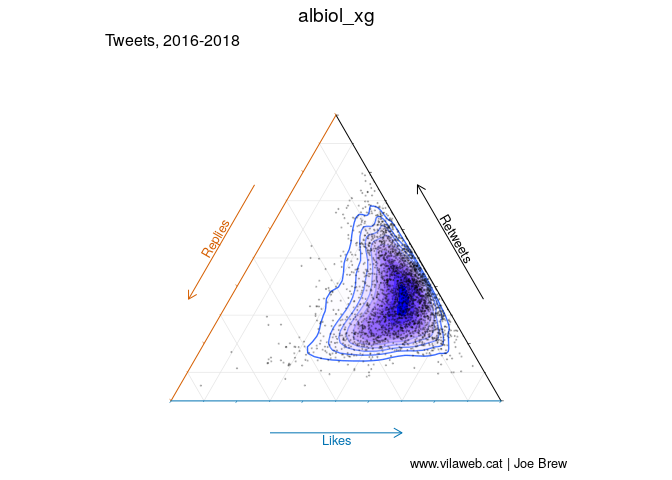 albiol_xg
Tweets, 2016-2018
Replies
Retweets
Likes
www.vilaweb.cat | Joe Brew